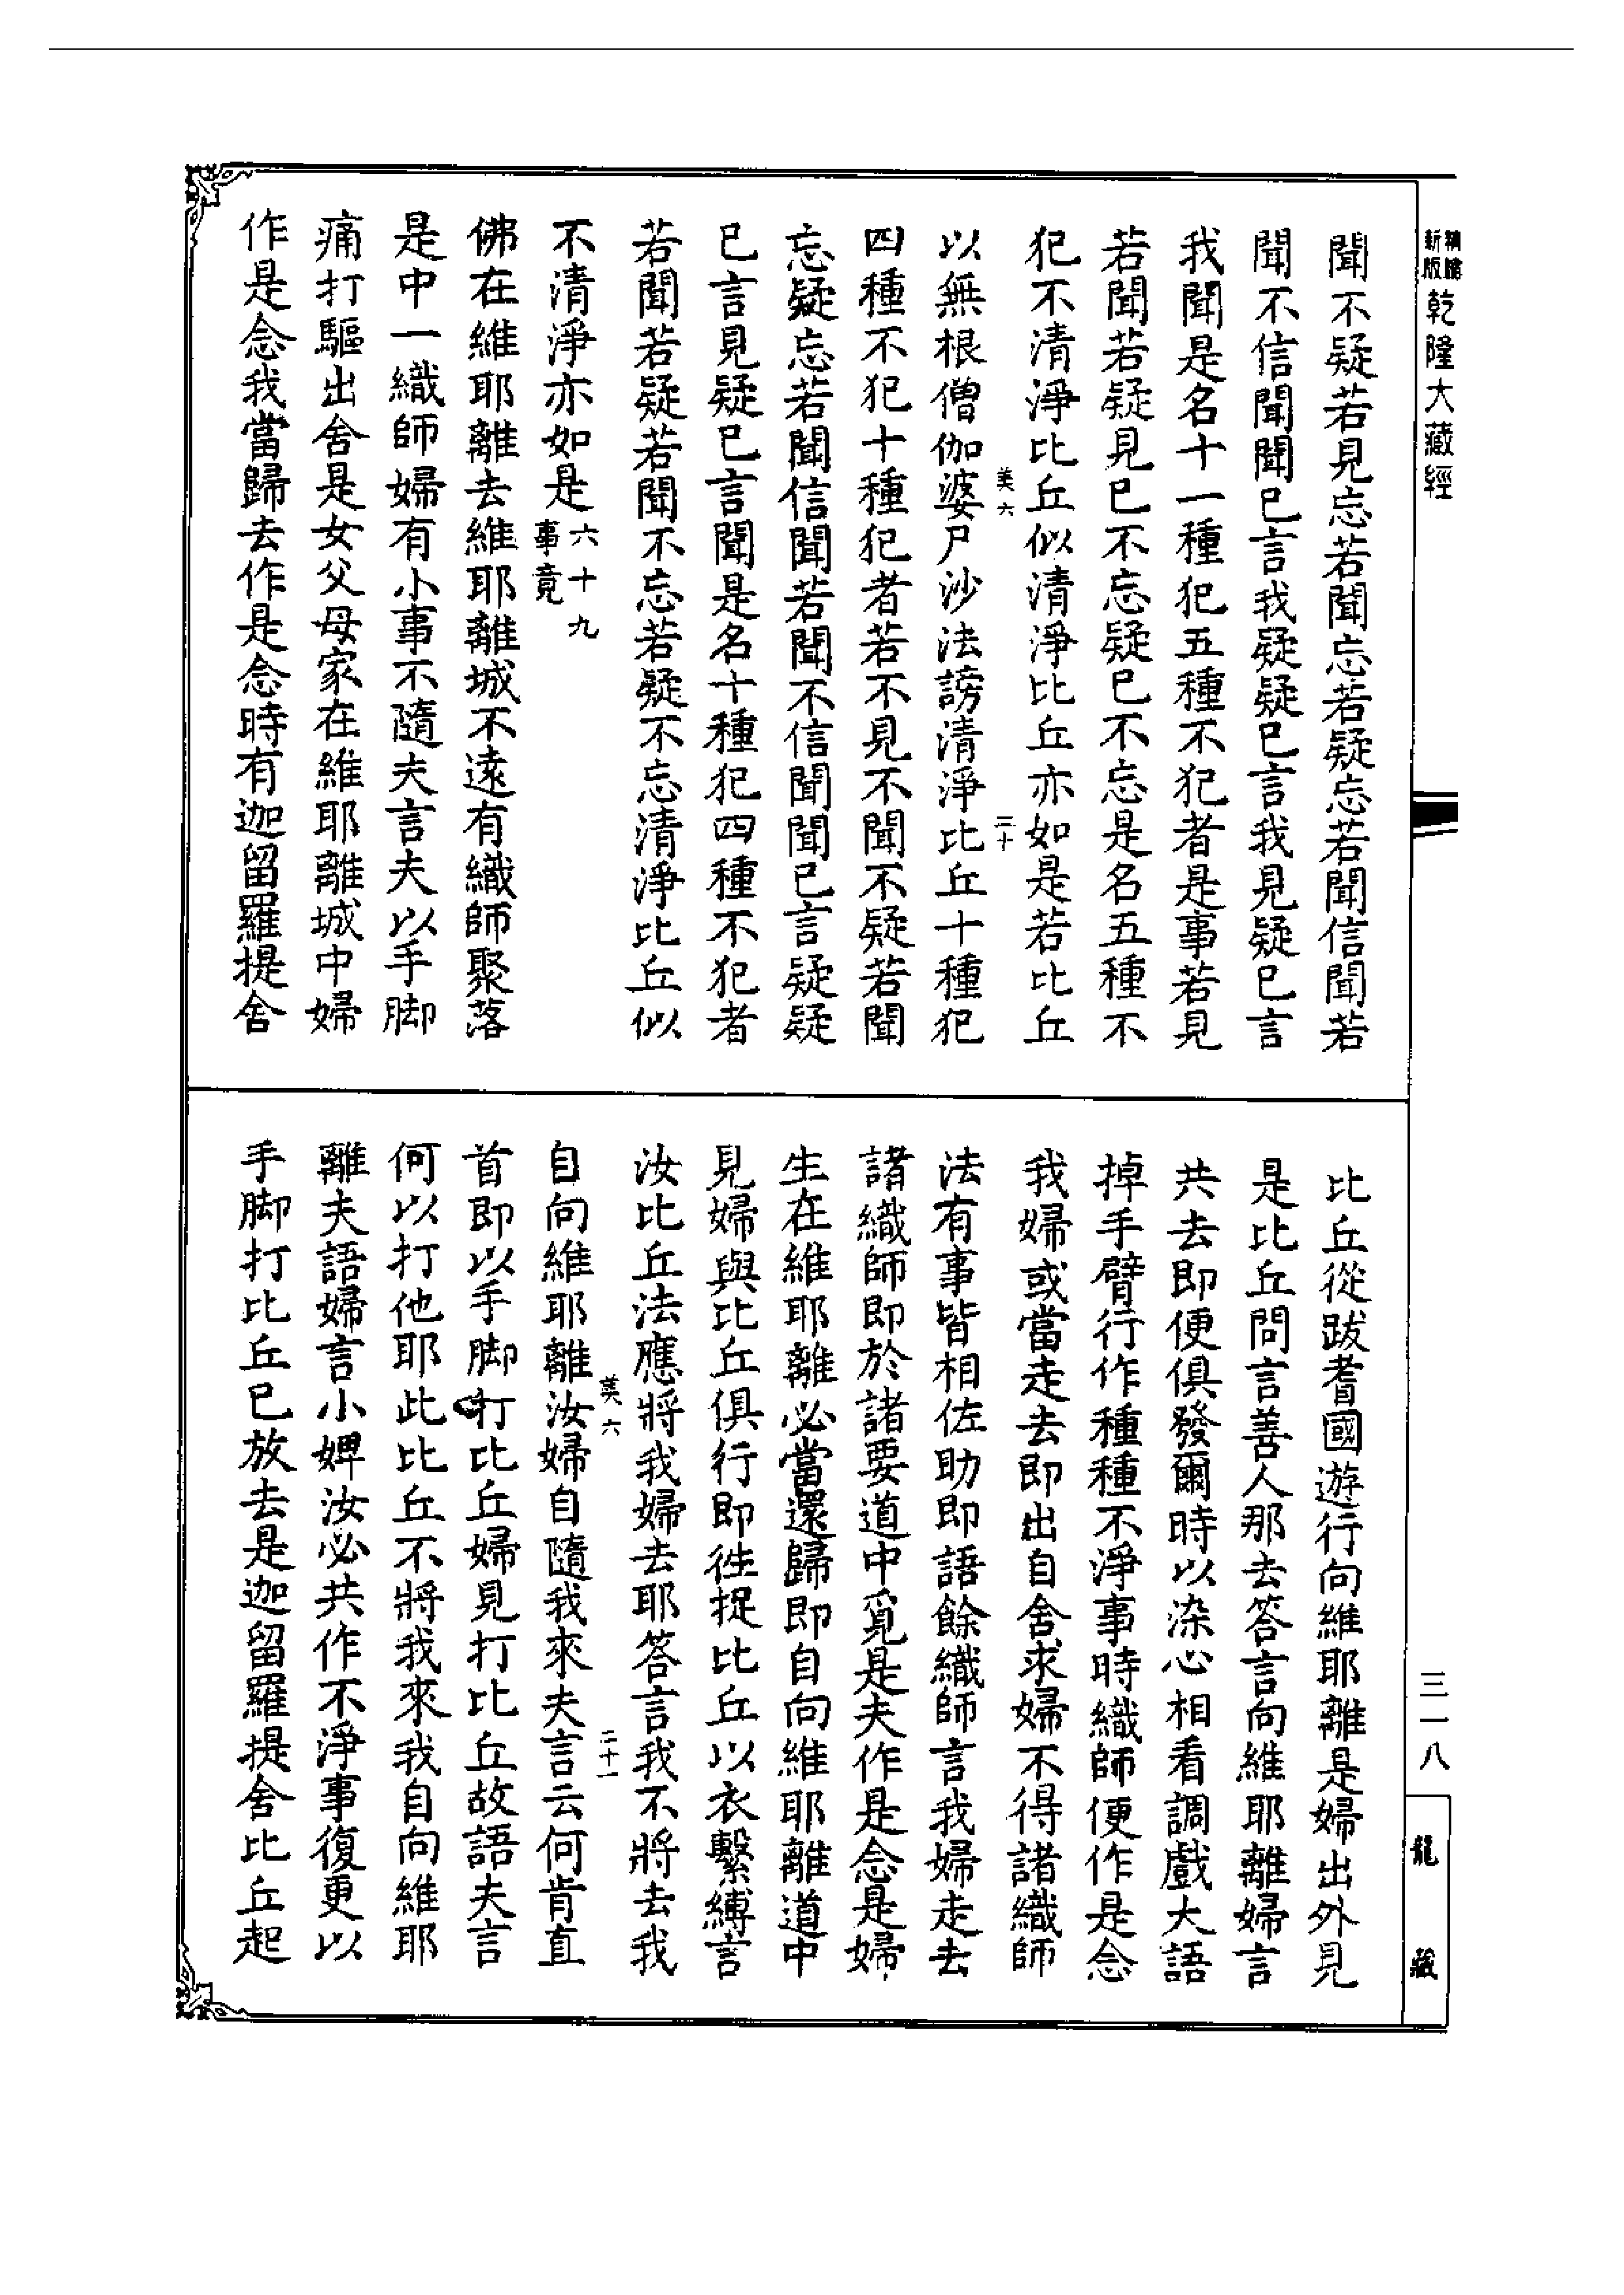 精鏽
新版
乾隆大藏經
聞不疑若見忘若聞忘若疑忘若聞信聞若
聞不信聞聞已言我疑疑已言我見疑已言
我聞是名十一種犯五種不犯者是事若見
若聞若疑見已不忘疑已不忘是名五種不
犯不清淨比丘似清淨比丘亦如是若比丘
美六
三十
以無根僧伽婆尸沙法謗清淨比丘十種犯
四種不犯十種犯者若不見不聞不疑若聞
忘疑忘若聞信聞若聞不信聞聞已言疑疑
已言見疑已言聞是名十種犯四種不犯者
若聞若疑若聞不忘若疑不忘清淨比丘似
不清淨亦如是六十九
事竟
佛在維耶離去維耶離城不遠有織師聚落
是中一織師婦有小事不隨夫言夫以手脚
痛打驅出舍是女父母家在維耶離城中婦
作是念我當歸去作是念時有迦留羅提舍
比丘從跋耆國遊行向維耶離是婦出外見
是比丘問言善人那去答言向維耶離婦言
共去即便俱發爾時以染心相看調戲大語
掉手臂行作種種不淨事時織師便作是念
我婦或當走去即出自舍求婦不得諸織師
法有事皆相佐助即語餘織師言我婦走去
諸織師即於諸要道中覓是夫作是念是婦
生在維耶離必當還歸即自向維耶離道中
見婦與比丘俱行即徃捉比丘以衣繫縛言
汝比丘法應將我婦去耶答言我不將去我
美六
三十一
自向維耶離汝婦自隨我來夫言云何肯直
首即以手脚打比丘婦見打比丘故語夫言
何以打他耶此比丘不將我來我自向維耶
離夫語婦言小婢汝必共作不淨事復更以
手脚打比丘已放去是迦留羅提舍比丘起
三一八
龍藏